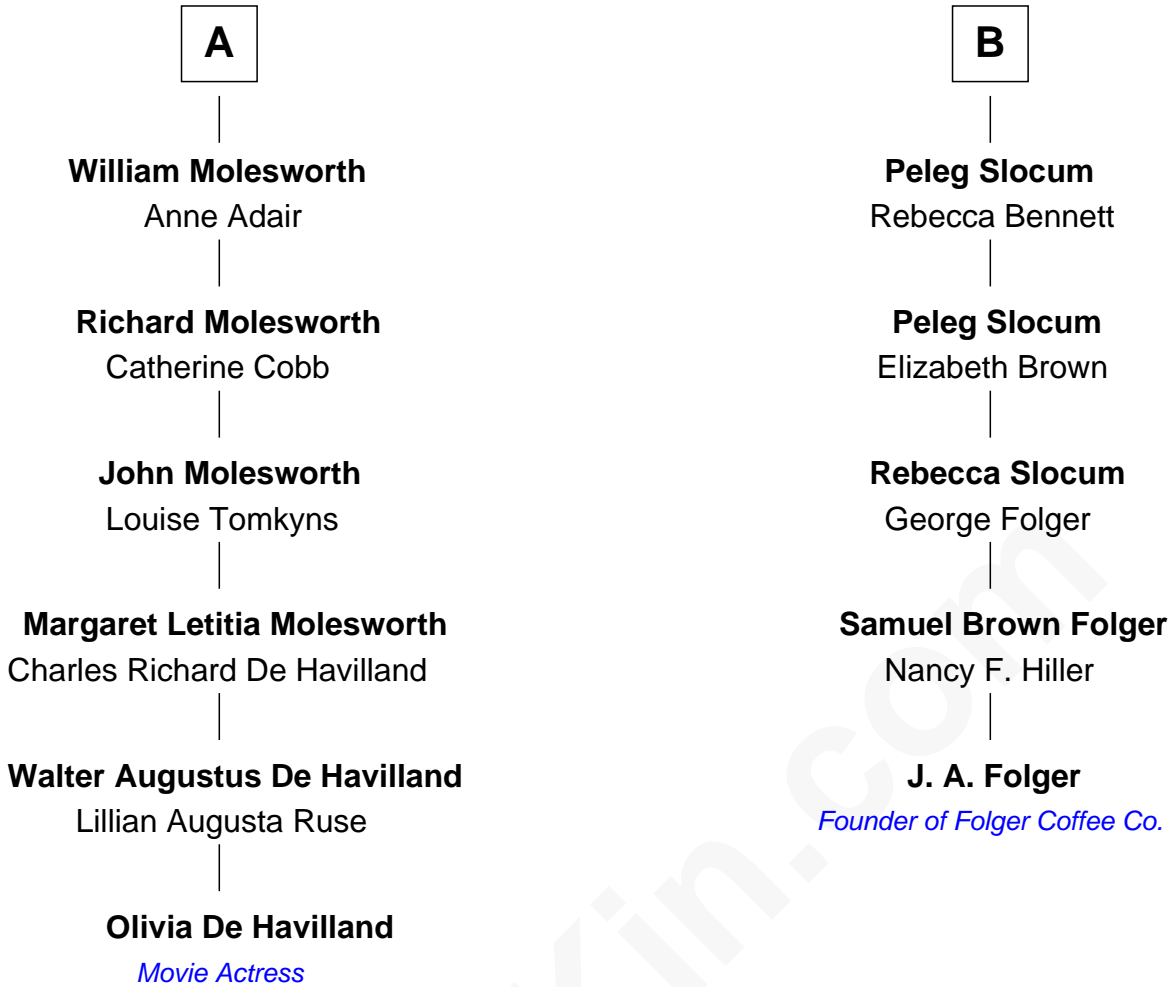 A
William Molesworth
Anne Adair
Richard Molesworth
Catherine Cobb
John Molesworth
Louise Tomkyns
Margaret Letitia Molesworth
Charles Richard De Havilland
Walter Augustus De Havilland
Lillian Augusta Ruse
Olivia De Havilland
Movie Actress
B
Peleg Slocum
Rebecca Bennett
Peleg Slocum
Elizabeth Brown
Rebecca Slocum
George Folger
Samuel Brown Folger
Nancy F. Hiller
J. A. Folger
Founder of Folger Coffee Co.
Kin.com